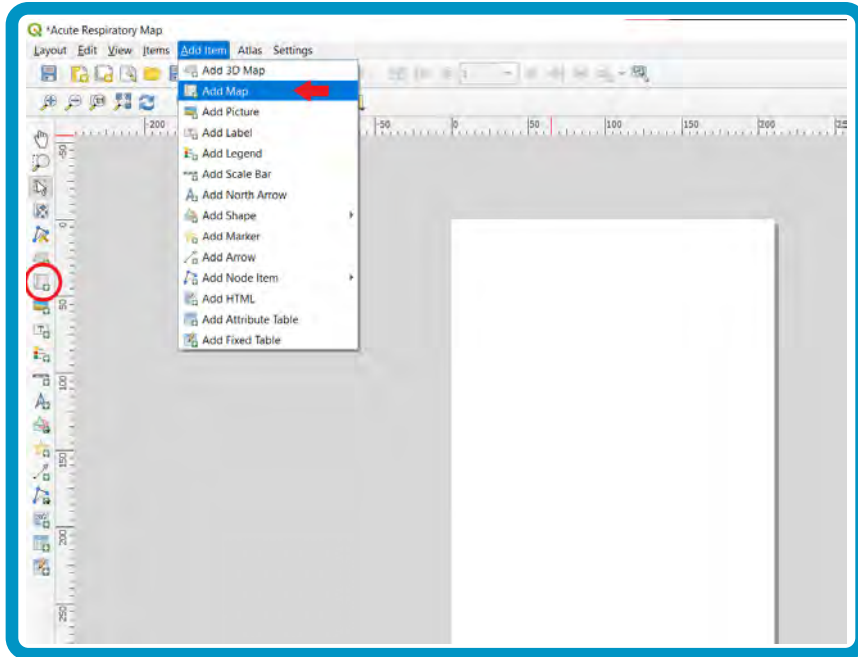 *Acute Respiratory Map
Layout Edit View Items Add Item Atlas Settings
Add 3D Map
Add Map
Add Picture
Add Label
Add Legend
Add Scale Bar
Add North Arrow
Add Shape
Add Marker
Add Arrow
Add Node Item
Add HTML
Add Attribute Table
Add Fixed Table
1
-200 -50 0 50 100 150 200
-50
0
50
100
150
200
250